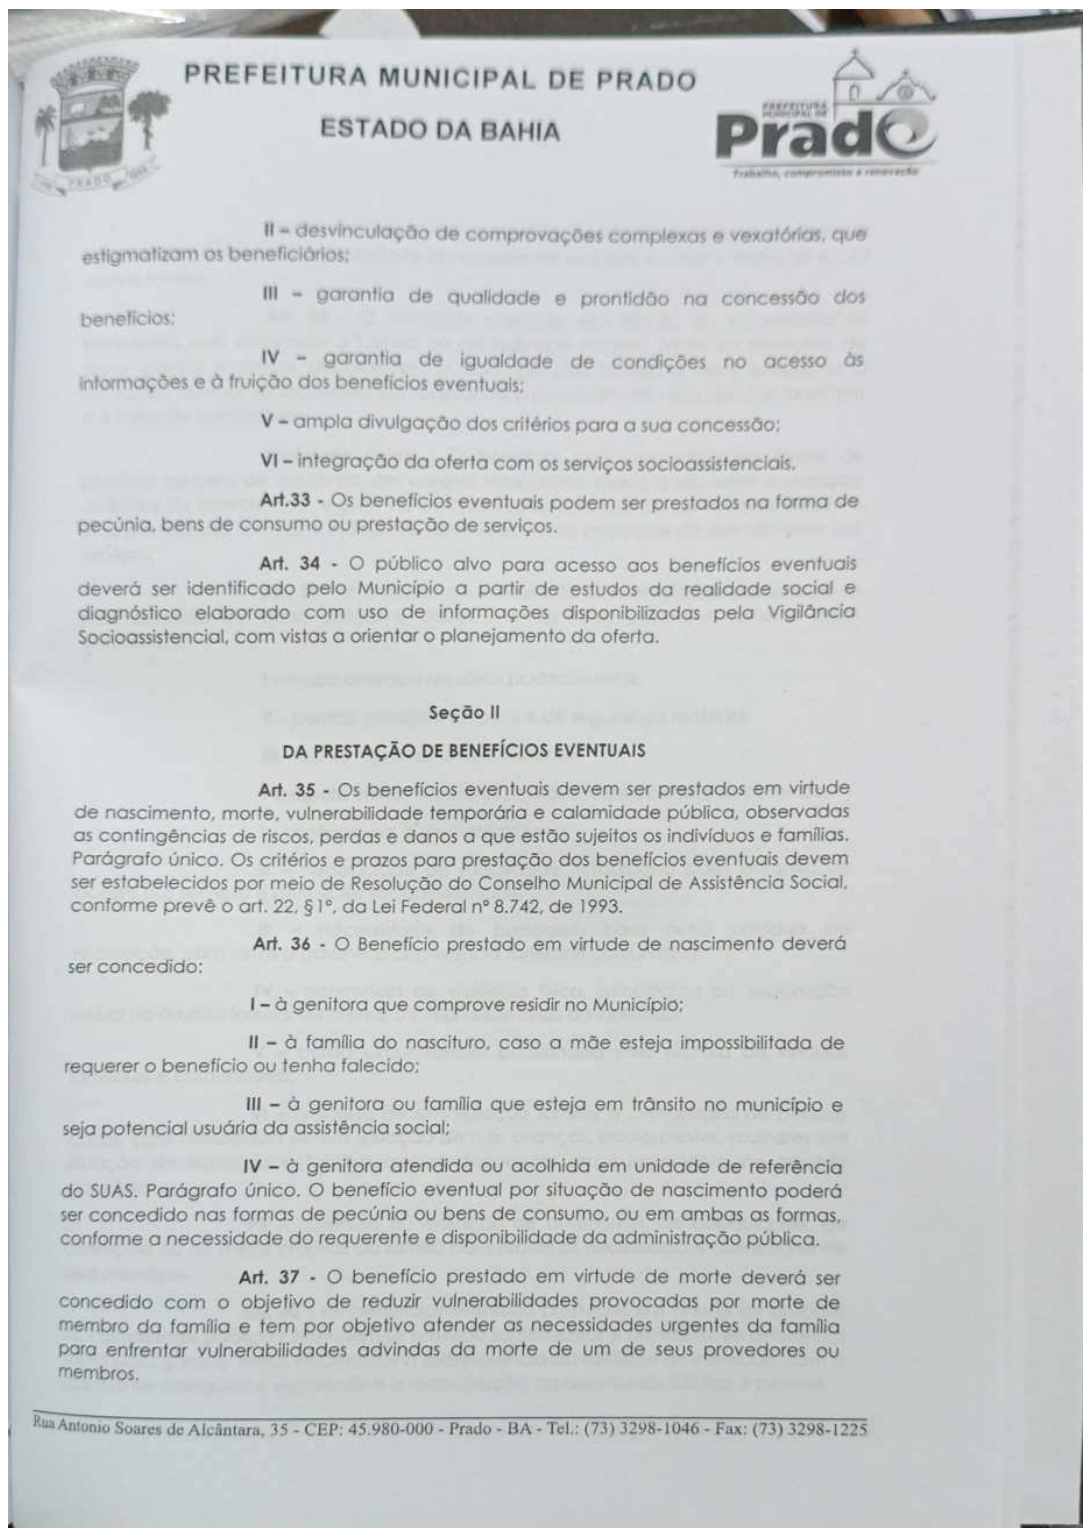 PREFEITURA MUNICIPAL DE PRADO
ESTADO DA BAHIA
PRADO
PREFEITURA
MUNICIPAL DE
Prado
Trabalho, compromisso e renovação
II – desvinculação de comprovações complexas e vexatórias, que
estigmatizam os beneficiários;
III – garantia de qualidade e prontidão na concessão dos
benefícios;
IV – garantia de igualdade de condições no acesso às
informações e à fruição dos benefícios eventuais;
V – ampla divulgação dos critérios para a sua concessão;
VI – integração da oferta com os serviços socioassistenciais.
Art.33 - Os benefícios eventuais podem ser prestados na forma de
pecúnia, bens de consumo ou prestação de serviços.
Art. 34 - O público alvo para acesso aos benefícios eventuais
deverá ser identificado pelo Município a partir de estudos da realidade social e
diagnóstico elaborado com uso de informações disponibilizadas pela Vigilância
Socioassistencial, com vistas a orientar o planejamento da oferta.
Seção II
DA PRESTAÇÃO DE BENEFÍCIOS EVENTUAIS
Art. 35 - Os benefícios eventuais devem ser prestados em virtude
de nascimento, morte, vulnerabilidade temporária e calamidade pública, observadas
as contingências de riscos, perdas e danos a que estão sujeitos os indivíduos e famílias.
Parágrafo único. Os critérios e prazos para prestação dos benefícios eventuais devem
ser estabelecidos por meio de Resolução do Conselho Municipal de Assistência Social,
conforme prevê o art. 22, § 1º, da Lei Federal nº 8.742, de 1993.
Art. 36 - O Benefício prestado em virtude de nascimento deverá
ser concedido:
I – à genitora que comprove residir no Município;
II – à família do nascituro, caso a mãe esteja impossibilitada de
requerer o benefício ou tenha falecido;
III – à genitora ou família que esteja em trânsito no município e
seja potencial usuária da assistência social;
IV – à genitora atendida ou acolhida em unidade de referência
do SUAS. Parágrafo único. O benefício eventual por situação de nascimento poderá
ser concedido nas formas de pecúnia ou bens de consumo, ou em ambas as formas,
conforme a necessidade do requerente e disponibilidade da administração pública.
Art. 37 - O benefício prestado em virtude de morte deverá ser
concedido com o objetivo de reduzir vulnerabilidades provocadas por morte de
membro da família e tem por objetivo atender as necessidades urgentes da família
para enfrentar vulnerabilidades advindas da morte de um de seus provedores ou
membros.
Rua Antonio Soares de Alcântara, 35 - CEP: 45.980-000 - Prado - BA - Tel.: (73) 3298-1046 - Fax: (73) 3298-1225